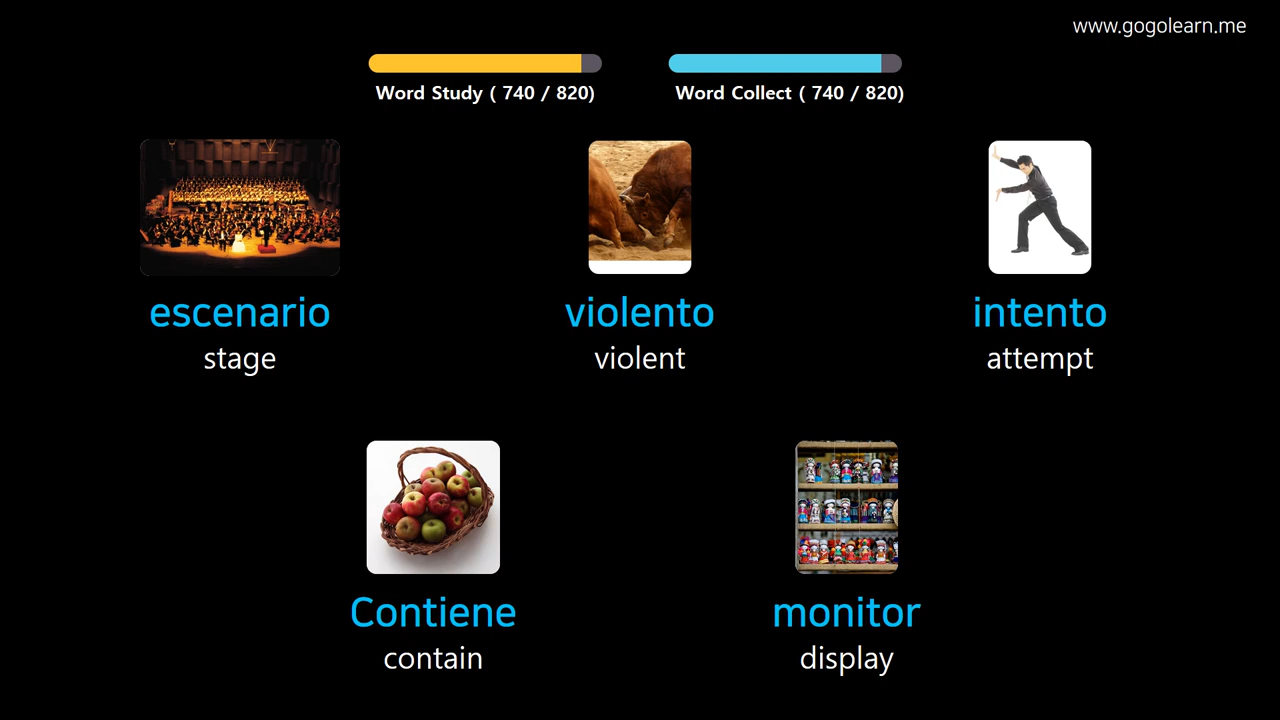 www.gogolearn.me
Word Study ( 740 / 820)
Word Collect ( 740 / 820)
escenario
stage
violento
violent
intento
attempt
Contiene
contain
monitor
display